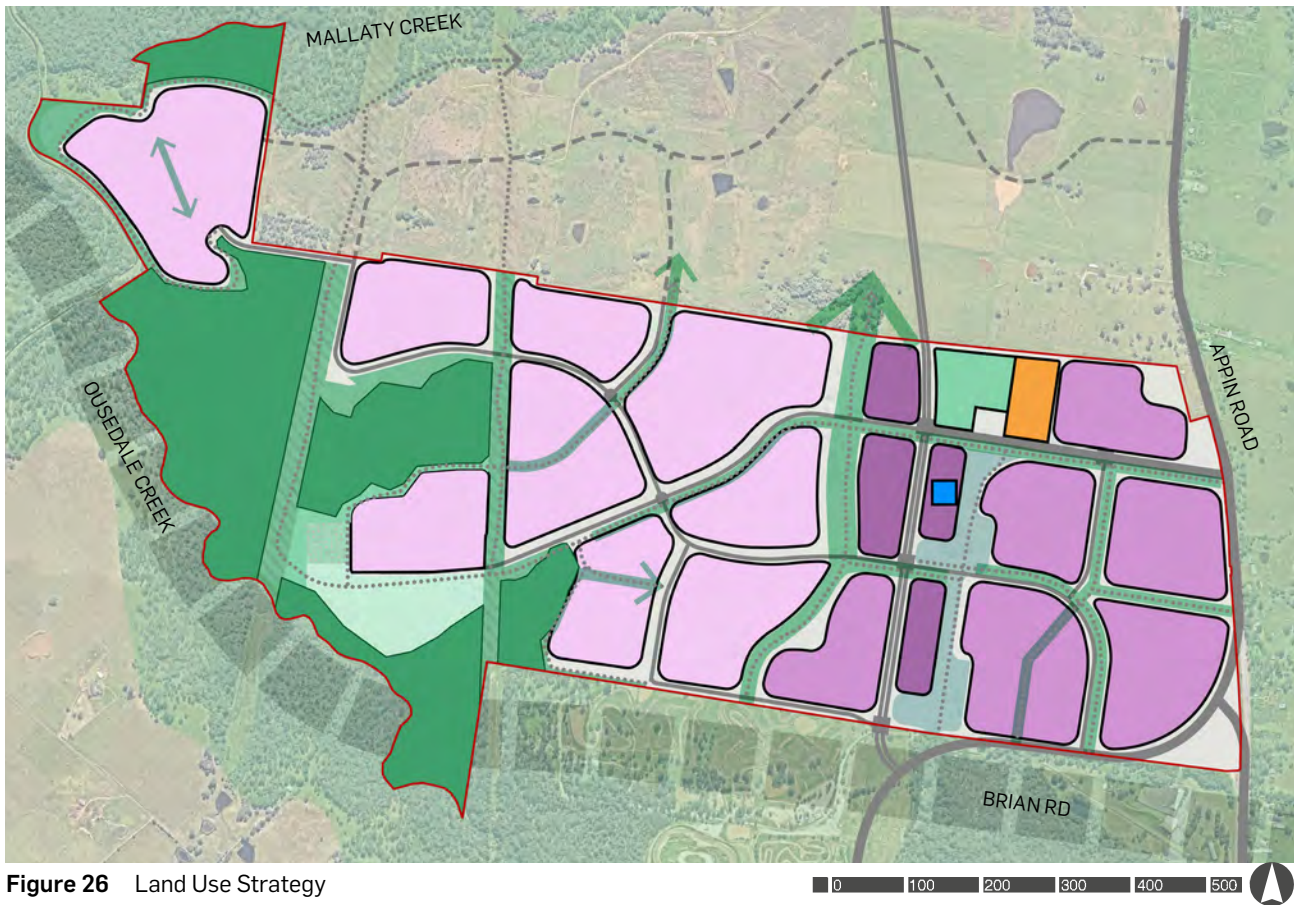 MALLATY CREEK
OUSEDALE CREEK
APPIN ROAD
BRIAN RD
Figure 26 Land Use Strategy
0 100 200 300 400 500